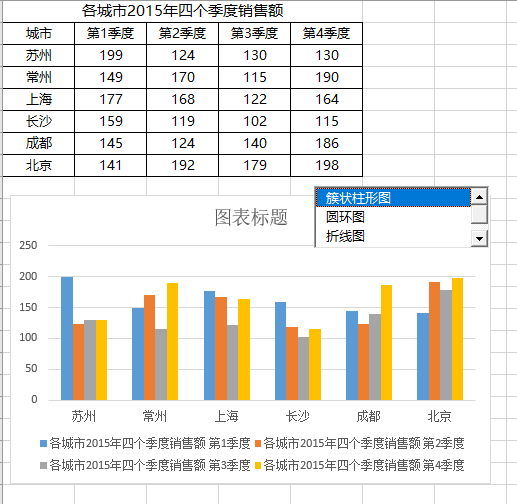 各城市2015年四个季度销售额
城市 第1季度 第2季度 第3季度 第4季度
苏州 199 124 130 130
常州 149 170 115 190
上海 177 168 122 164
长沙 159 119 102 115
成都 145 124 140 186
北京 141 192 179 198
簇状柱形图
圆环图
折线图
图表标题
250
200
150
100
50
0
苏州 常州 上海 长沙 成都 北京
各城市2015年四个季度销售额 第1季度 各城市2015年四个季度销售额 第2季度
各城市2015年四个季度销售额 第3季度 各城市2015年四个季度销售额 第4季度